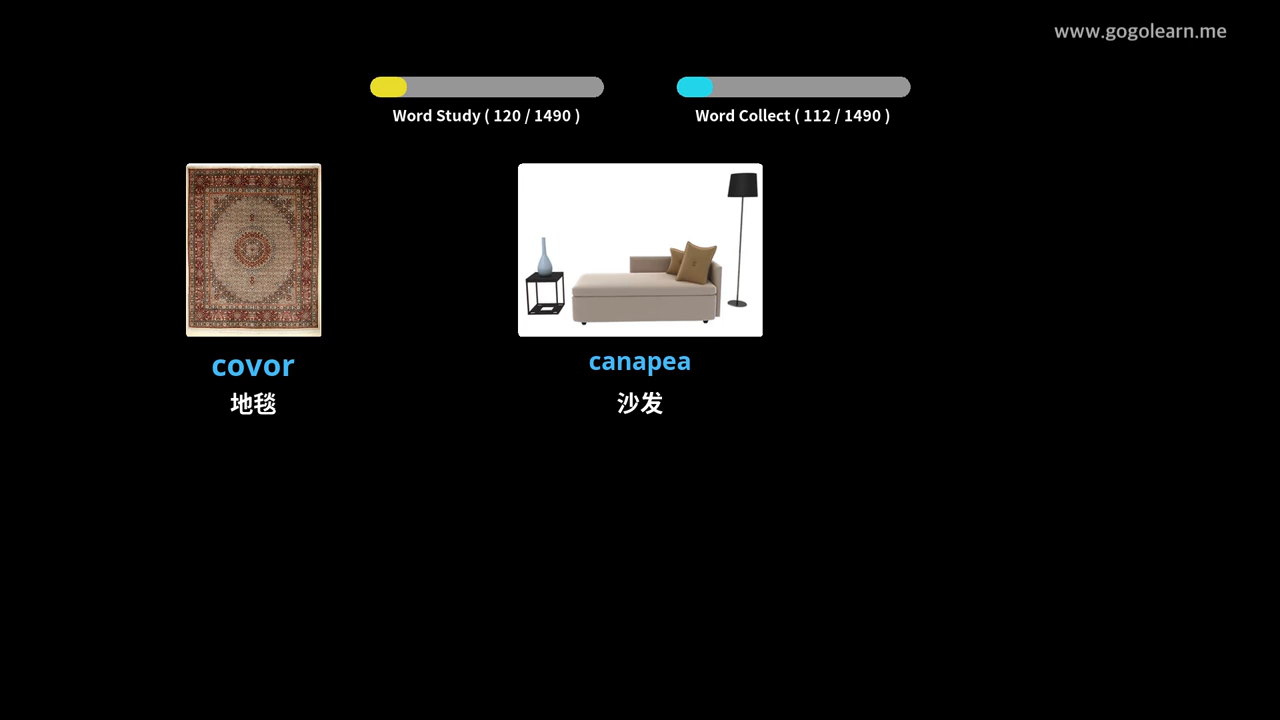 www.gogolearn.me
Word Study ( 120 / 1490 )
Word Collect ( 112 / 1490 )
covor
地毯
canapea
沙发